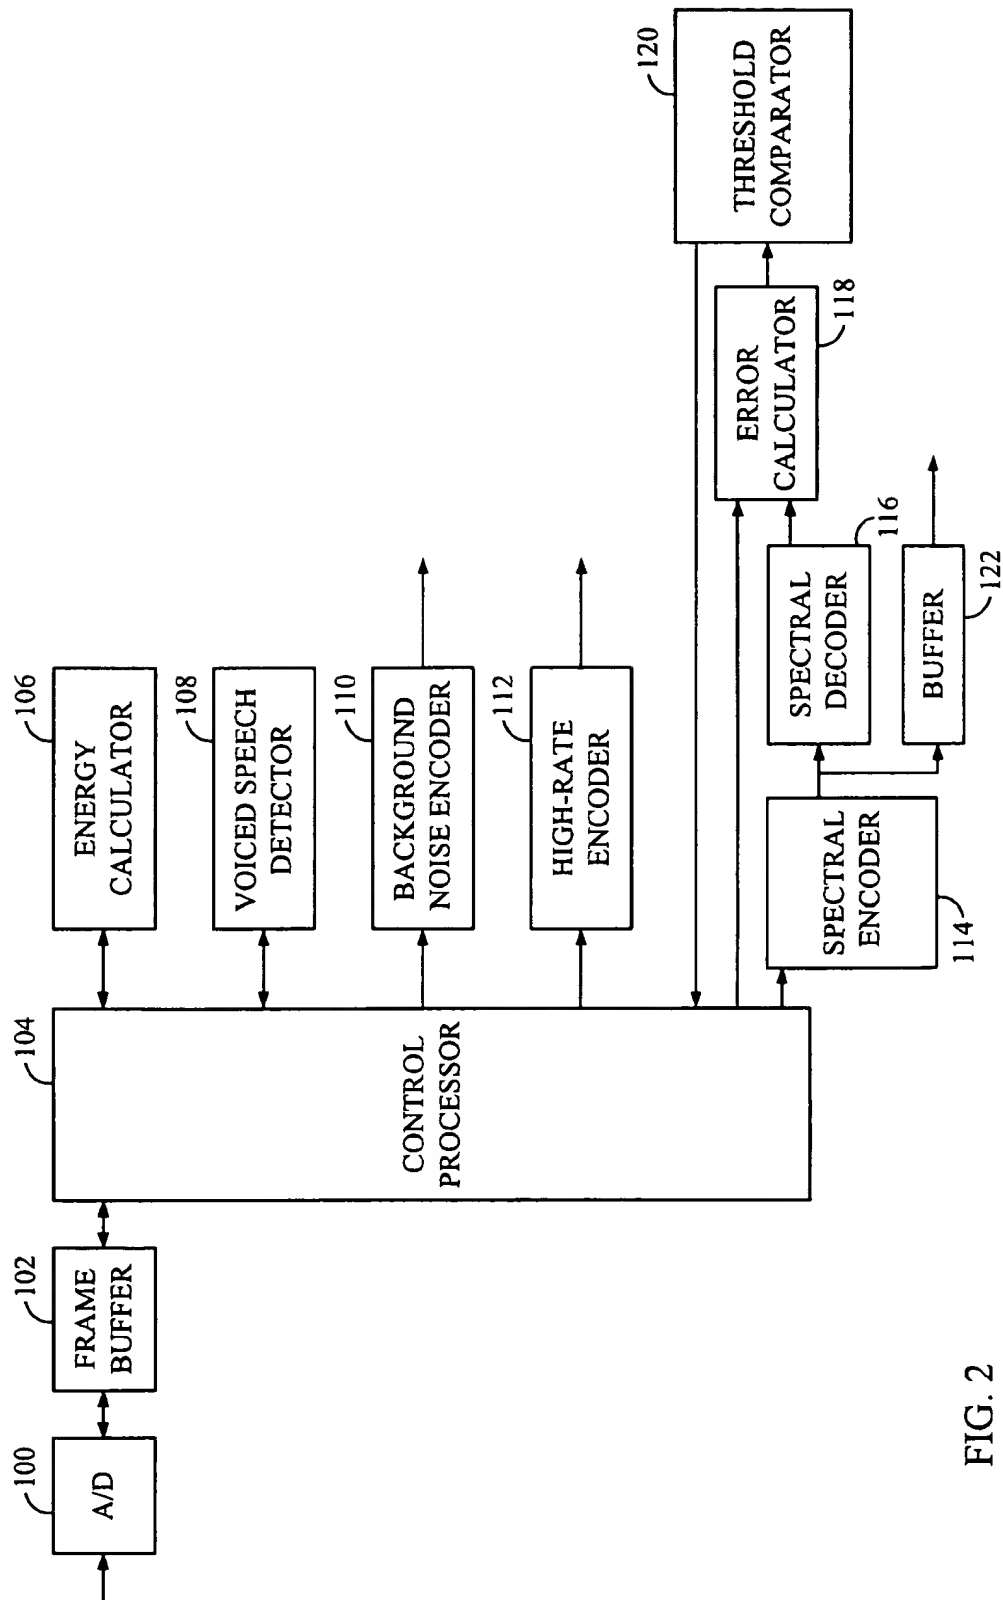 100
A/D
102
FRAME
BUFFER
104
CONTROL
PROCESSOR
106
ENERGY
CALCULATOR
108
VOICED SPEECH
DETECTOR
110
BACKGROUND
NOISE ENCODER
112
HIGH-RATE
ENCODER
SPECTRAL
ENCODER
114
SPECTRAL
DECODER
116
BUFFER
122
ERROR
CALCULATOR
118
120
THRESHOLD
COMPARATOR
FIG. 2